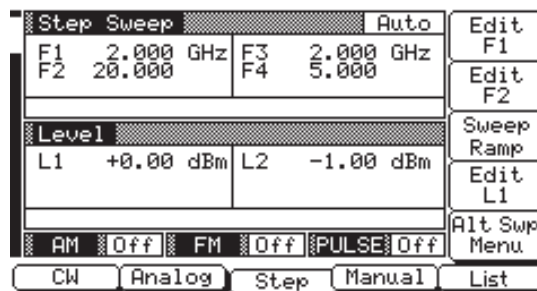 Step Sweep Auto
F1 2.000 GHz F3 2.000 GHz
F2 20.000 F4 5.000
Level
L1 +0.00 dBm L2 -1.00 dBm
AM Off FM Off PULSE Off
CW Analog Step Manual List
Edit
F1
Edit
F2
Sweep
Ramp
Edit
L1
Alt Swp
Menu